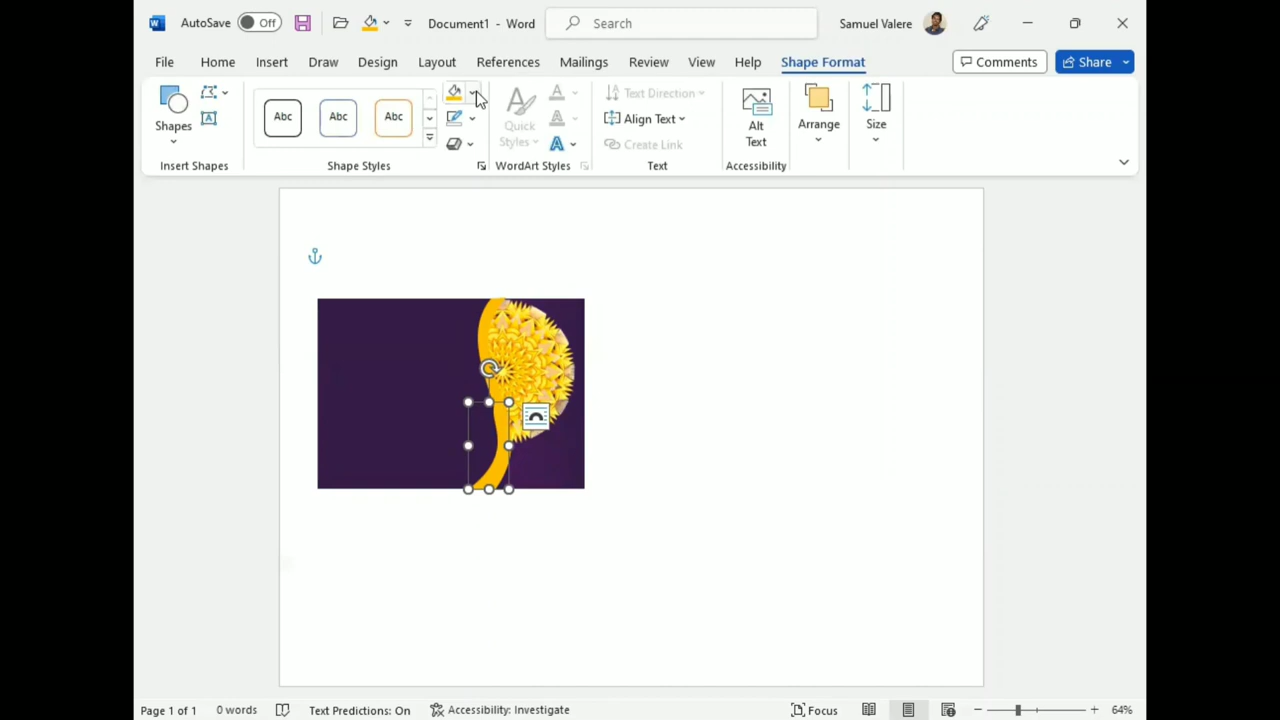 AutoSave Off Document1 - Word Search Samuel Valere
File Home Insert Draw Design Layout References Mailings Review View Help Shape Format Comments Share
Shapes
Abc Abc Abc
Quick
Styles
Text Direction
Align Text
Create Link
Alt
Text
Arrange
Size
Insert Shapes Shape Styles WordArt Styles Text Accessibility
Page 1 of 1 0 words Text Predictions: On Accessibility: Investigate Focus 64%